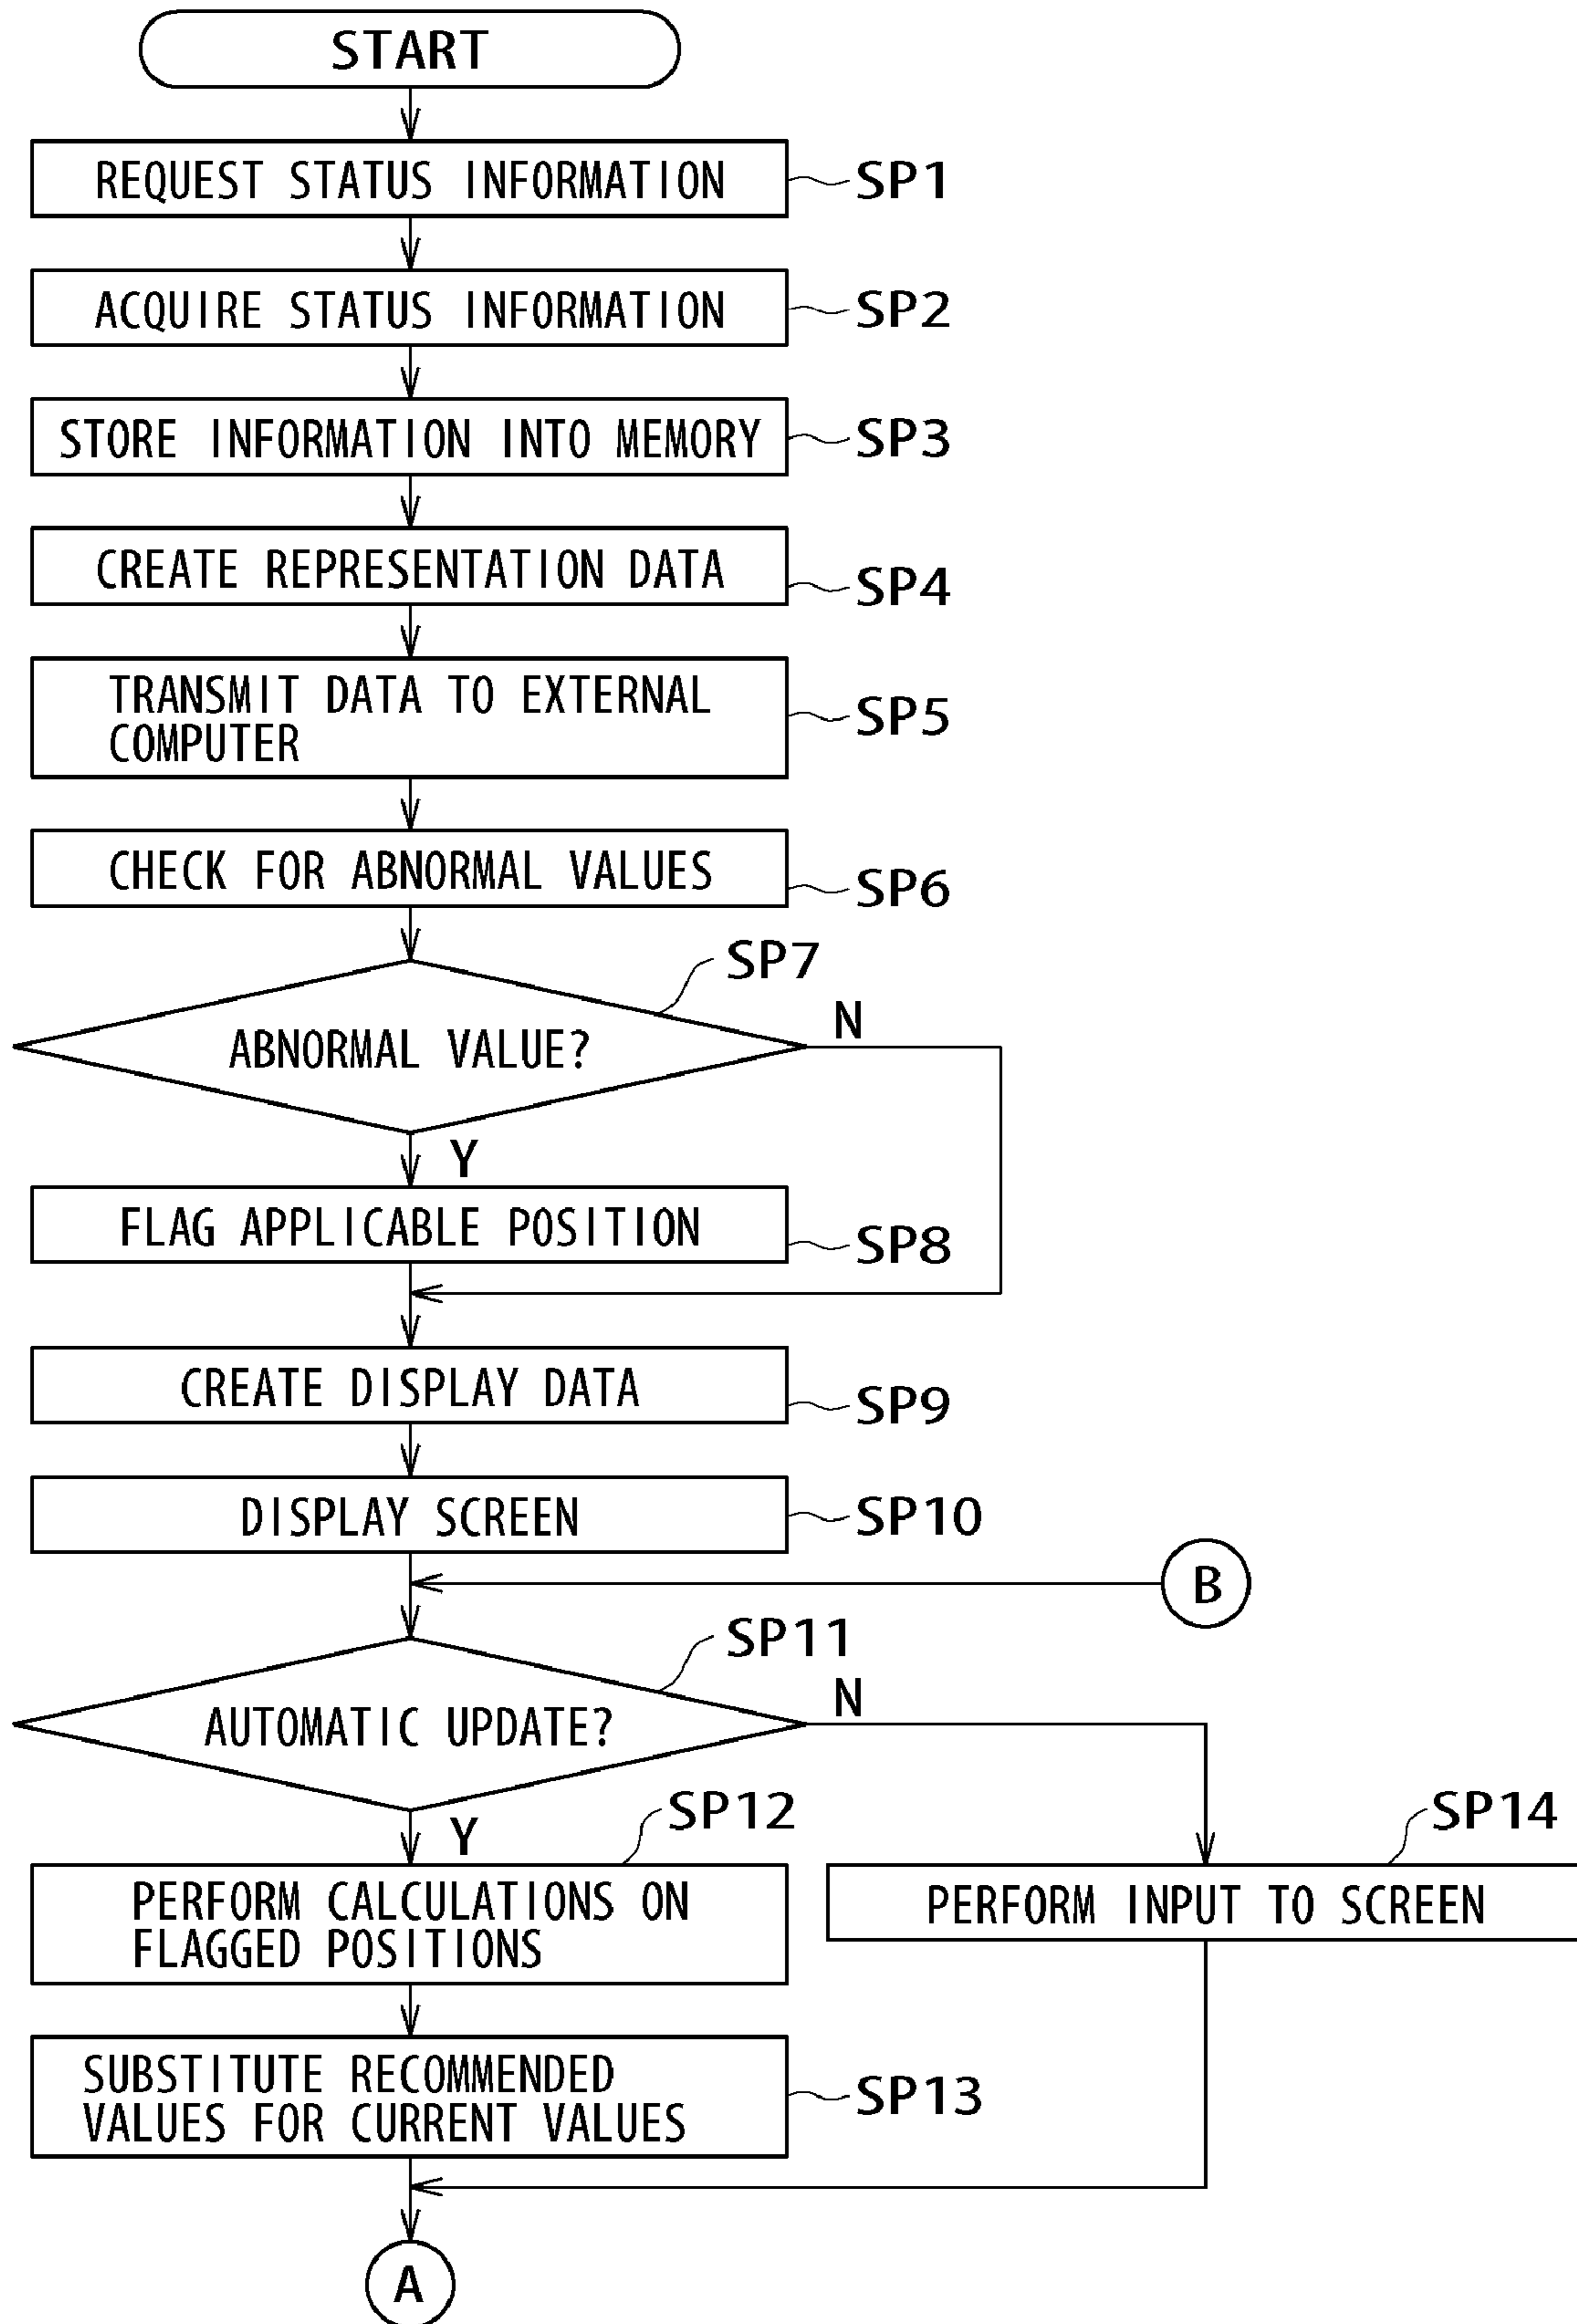 START
REQUEST STATUS INFORMATION
SP1
ACQUIRE STATUS INFORMATION
SP2
STORE INFORMATION INTO MEMORY
SP3
CREATE REPRESENTATION DATA
SP4
TRANSMIT DATA TO EXTERNAL
COMPUTER
SP5
CHECK FOR ABNORMAL VALUES
SP6
SP7
ABNORMAL VALUE?
N
Y
FLAG APPLICABLE POSITION
SP8
CREATE DISPLAY DATA
SP9
DISPLAY SCREEN
SP10
B
SP11
AUTOMATIC UPDATE?
N
Y
SP12
SP14
PERFORM CALCULATIONS ON
FLAGGED POSITIONS
PERFORM INPUT TO SCREEN
SUBSTITUTE RECOMMENDED
VALUES FOR CURRENT VALUES
SP13
A